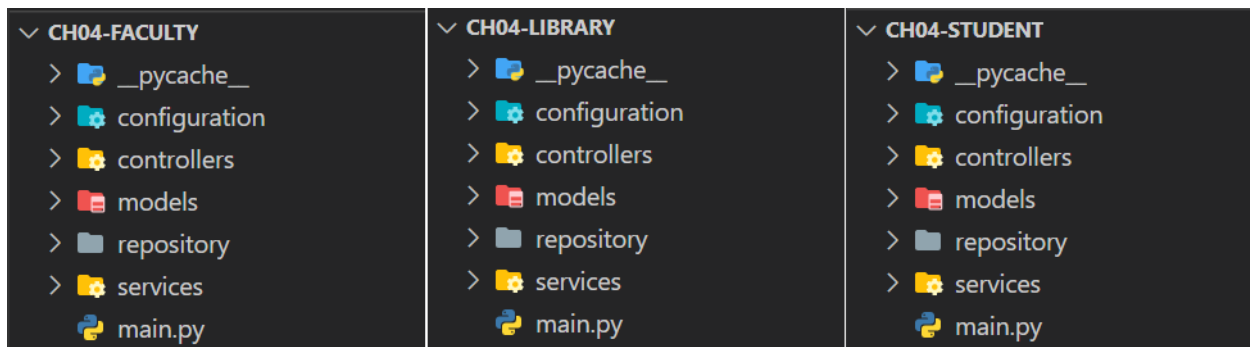 CH04-FACULTY
__pycache__
configuration
controllers
models
repository
services
main.py
CH04-LIBRARY
__pycache__
configuration
controllers
models
repository
services
main.py
CH04-STUDENT
__pycache__
configuration
controllers
models
repository
services
main.py